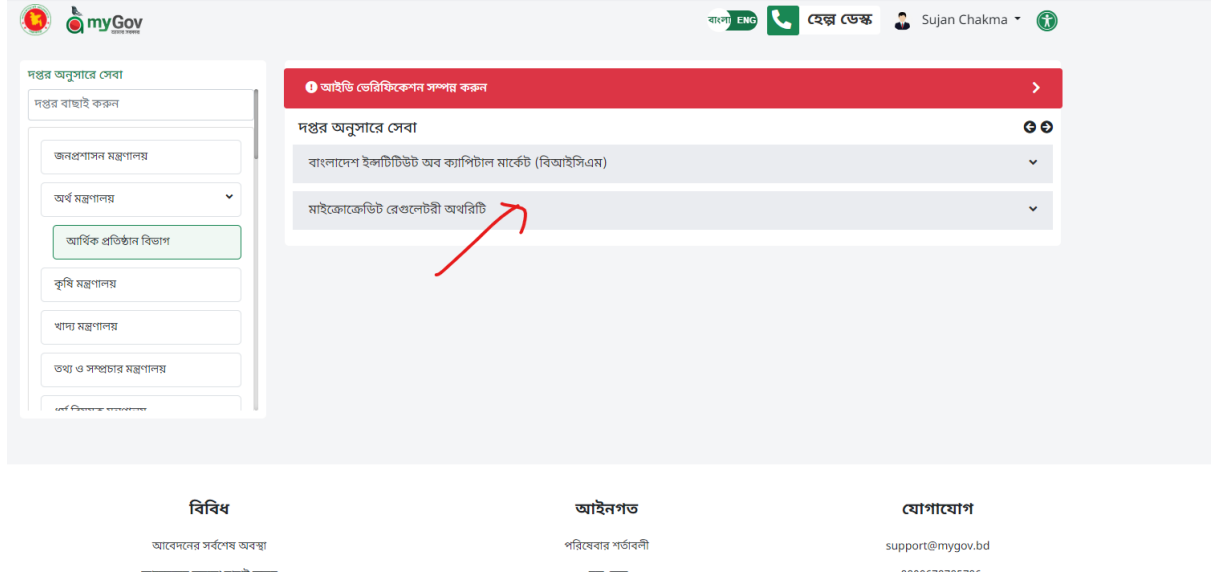 myGov
বাংলা ENG
হেল্প ডেস্ক
Sujan Chakma
দপ্তর অনুসারে সেবা
দপ্তর বাছাই করুন
জনপ্রশাসন মন্ত্রণালয়
অর্থ মন্ত্রণালয়
আর্থিক প্রতিষ্ঠান বিভাগ
কৃষি মন্ত্রণালয়
খাদ্য মন্ত্রণালয়
তথ্য ও সম্প্রচার মন্ত্রণালয়
আইডি ভেরিফিকেশন সম্পন্ন করুন
দপ্তর অনুসারে সেবা
বাংলাদেশ ইন্সটিটিউট অব ক্যাপিটাল মার্কেট (বিআইসিএম)
মাইক্রোক্রেডিট রেগুলেটরী অথরিটি
বিবিধ
আবেদনের সর্বশেষ অবস্থা
আইনগত
পরিষেবার শর্তাবলী
যোগাযোগ
support@mygov.bd